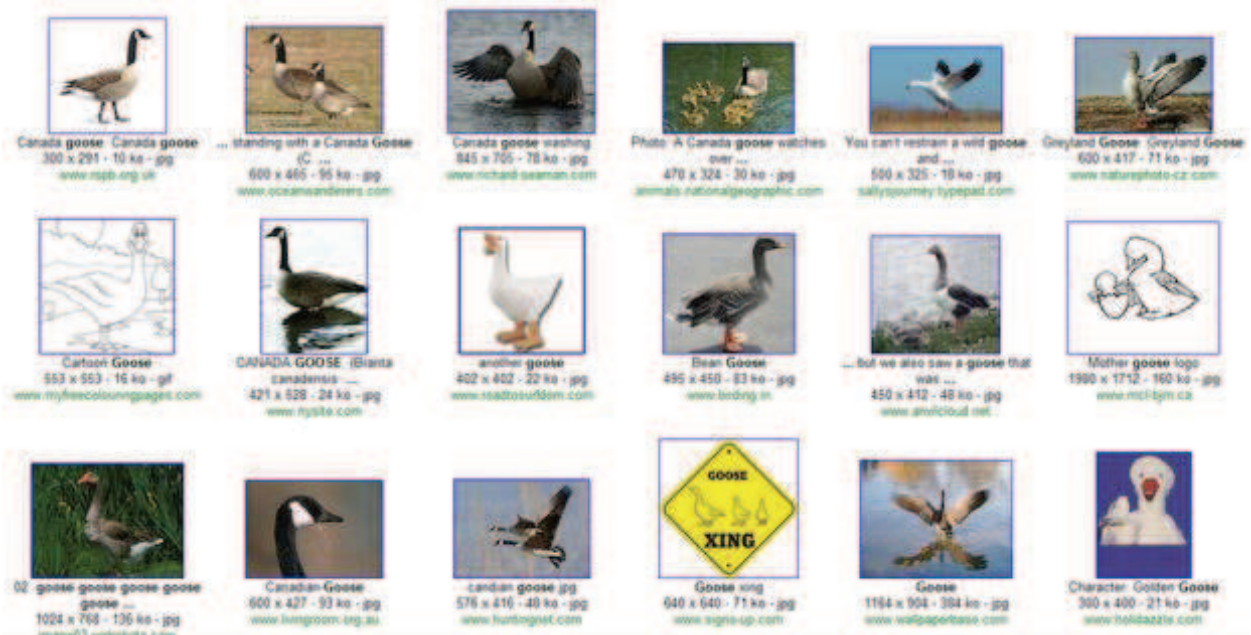 Canada goose Canada goose
300 x 291 - 10 ko - jpg
www.rspb.org.uk
... standing with a Canada Goose
(C ...
600 x 465 - 95 ko - jpg
www.oceanwanderers.com
Canada goose washing
845 x 705 - 78 ko - jpg
www.richard-seaman.com
Photo: A Canada goose watches
over ...
470 x 324 - 30 ko - jpg
animals.nationalgeographic.com
You can't restrain a wild goose
and ...
500 x 325 - 18 ko - jpg
sallysjourney.typepad.com
Greyland Goose Greyland Goose
600 x 417 - 71 ko - jpg
www.naturephoto-cz.com
Cartoon Goose
553 x 553 - 16 ko - gif
www.myfreecolouringpages.com
CANADA GOOSE (Branta
canadensis ...
421 x 528 - 24 ko - jpg
www.nysite.com
another goose
402 x 402 - 22 ko - jpg
www.roadtosurfdom.com
Bean Goose
495 x 450 - 83 ko - jpg
www.birding.in
... but we also saw a goose that
was ...
450 x 412 - 48 ko - jpg
www.anvilcloud.net
Mother goose logo
1980 x 1712 - 160 ko - jpg
www.mcl-bjm.ca
02 goose goose goose goose
goose ...
1024 x 768 - 136 ko - jpg
Canadian Goose
600 x 427 - 93 ko - jpg
www.livingroom.org.au
candian goose.jpg
576 x 416 - 48 ko - jpg
www.huntingnet.com
GOOSE
XING
Goose xing
640 x 640 - 71 ko - jpg
www.signs-up.com
Goose
1164 x 904 - 384 ko - jpg
www.wallpaperbase.com
Character: Golden Goose
300 x 400 - 21 ko - jpg
www.holidazzle.com